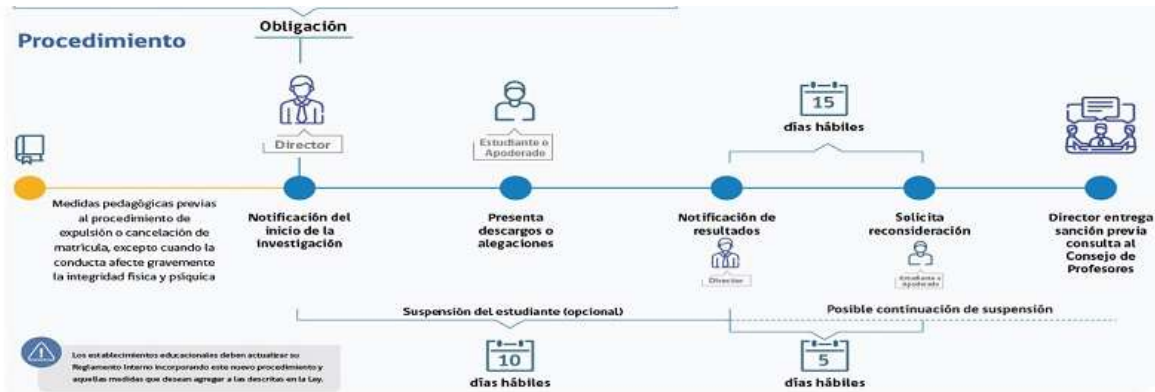 Obligación
Procedimiento
15
días hábiles
Director
Estudiante o
Apoderado
Medidas pedagógicas previas
al procedimiento de
expulsión o cancelación de
matrícula, excepto cuando la
conducta afecte gravemente
la integridad física y psíquica
Notificación del
inicio de la
investigación
Presenta
descargos o
alegaciones
Notificación de
resultados
Director
Solicita
reconsideración
Estudiante o
Apoderado
Director entrega
sanción previa
consulta al
Consejo de
Profesores
Suspensión del estudiante (opcional)
Posible continuación de suspensión
10
días hábiles
5
días hábiles
Los establecimientos educacionales deben actualizar su
Reglamento Interno incorporando este nuevo procedimiento y
aquellas medidas que desean agregar a las descritas en la Ley.